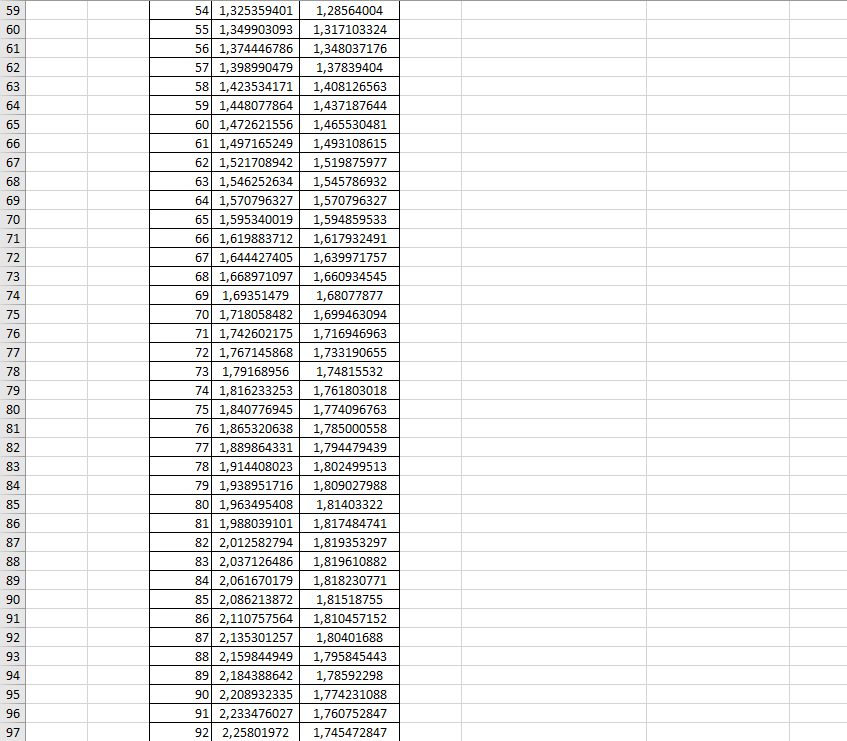 59 54 1,325359401 1,28564004
60 55 1,349903093 1,317103324
61 56 1,374446786 1,348037176
62 57 1,398990479 1,37839404
63 58 1,423534171 1,408126563
64 59 1,448077864 1,437187644
65 60 1,472621556 1,465530481
66 61 1,497165249 1,493108615
67 62 1,521708942 1,519875977
68 63 1,546252634 1,545786932
69 64 1,570796327 1,570796327
70 65 1,595340019 1,594859533
71 66 1,619883712 1,617932491
72 67 1,644427405 1,639971757
73 68 1,668971097 1,660934545
74 69 1,69351479 1,68077877
75 70 1,718058482 1,699463094
76 71 1,742602175 1,716946963
77 72 1,767145868 1,733190655
78 73 1,79168956 1,74815532
79 74 1,816233253 1,761803018
80 75 1,840776945 1,774096763
81 76 1,865320638 1,785000558
82 77 1,889864331 1,794479439
83 78 1,914408023 1,802499513
84 79 1,938951716 1,809027988
85 80 1,963495408 1,81403322
86 81 1,988039101 1,817484741
87 82 2,012582794 1,819353297
88 83 2,037126486 1,819610882
89 84 2,061670179 1,818230771
90 85 2,086213872 1,81518755
91 86 2,110757564 1,810457152
92 87 2,135301257 1,80401688
93 88 2,159844949 1,795845443
94 89 2,184388642 1,78592298
95 90 2,208932335 1,774231088
96 91 2,233476027 1,760752847
97 92 2,25801972 1,745472847